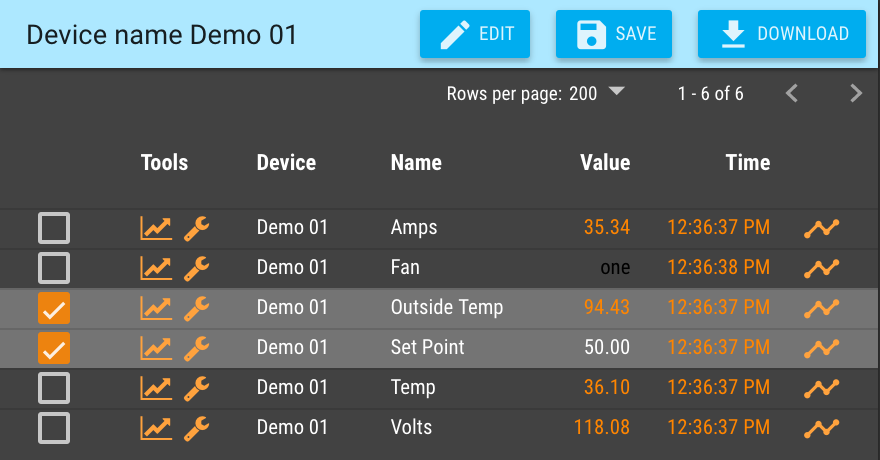 Device name Demo 01 EDIT SAVE DOWNLOAD
Rows per page: 200 1 - 6 of 6
Tools Device Name Value Time
Demo 01 Amps 35.34 12:36:37 PM
Demo 01 Fan one 12:36:38 PM
Demo 01 Outside Temp 94.43 12:36:37 PM
Demo 01 Set Point 50.00 12:36:37 PM
Demo 01 Temp 36.10 12:36:37 PM
Demo 01 Volts 118.08 12:36:37 PM